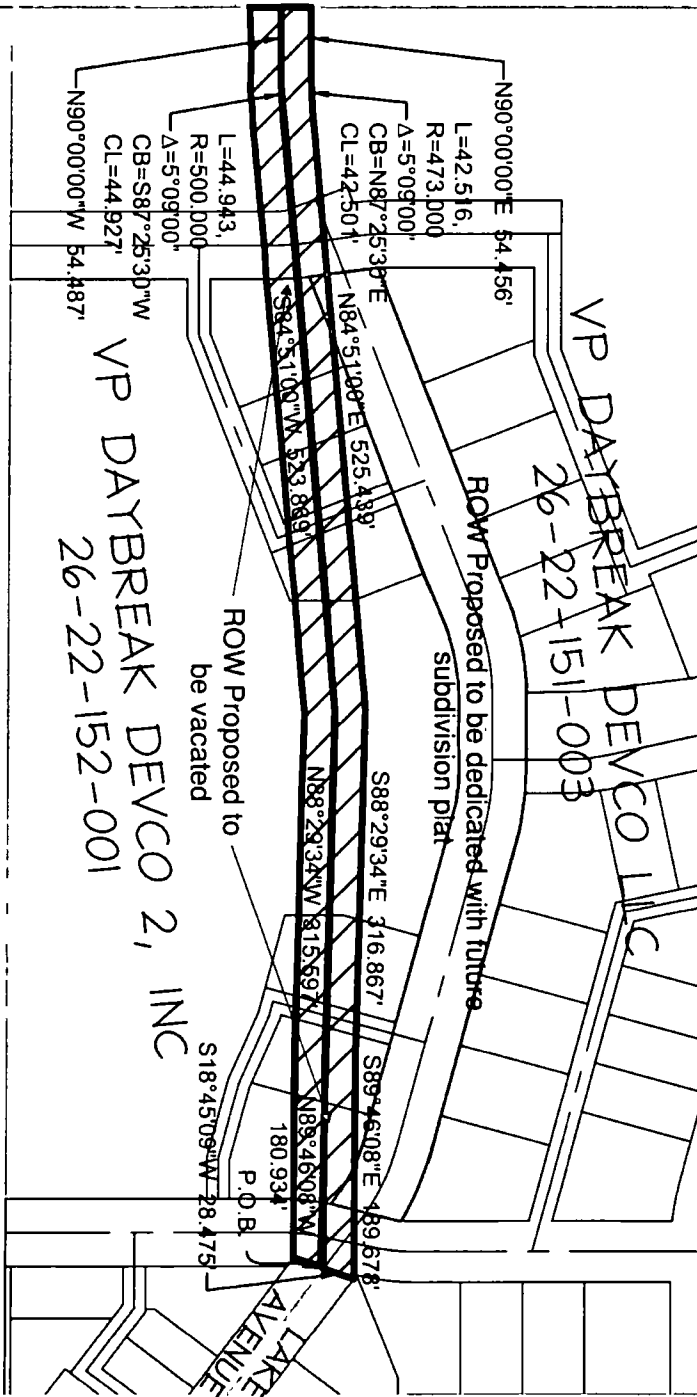 N90°00'00"E 54.456'
L=42.516,
R=473.000
Δ=5°09'00"
CB=N87°25'30"E
CL=42.501'
L=44.943,
R=500.000
Δ=5°09'00"
CB=S87°25'30"W
CL=44.927'
N90°00'00"W 54.487'
VP DAYBREAK DEVCO LLC
26-22-151-003
ROW Proposed to be dedicated with future
subdivision plat
N84°51'00"E 525.439'
S84°51'00"W
ROW Proposed to
be vacated
VP DAYBREAK DEVCO 2, INC
26-22-152-001
S88°29'34"E 316.867'
N88°29'34"W 315.597'
S89°46'08"E 189.678'
N89°46'08"W
180.934'
S18°45'09"W 28.475'
P.O.B.
LAKE
AVENUE